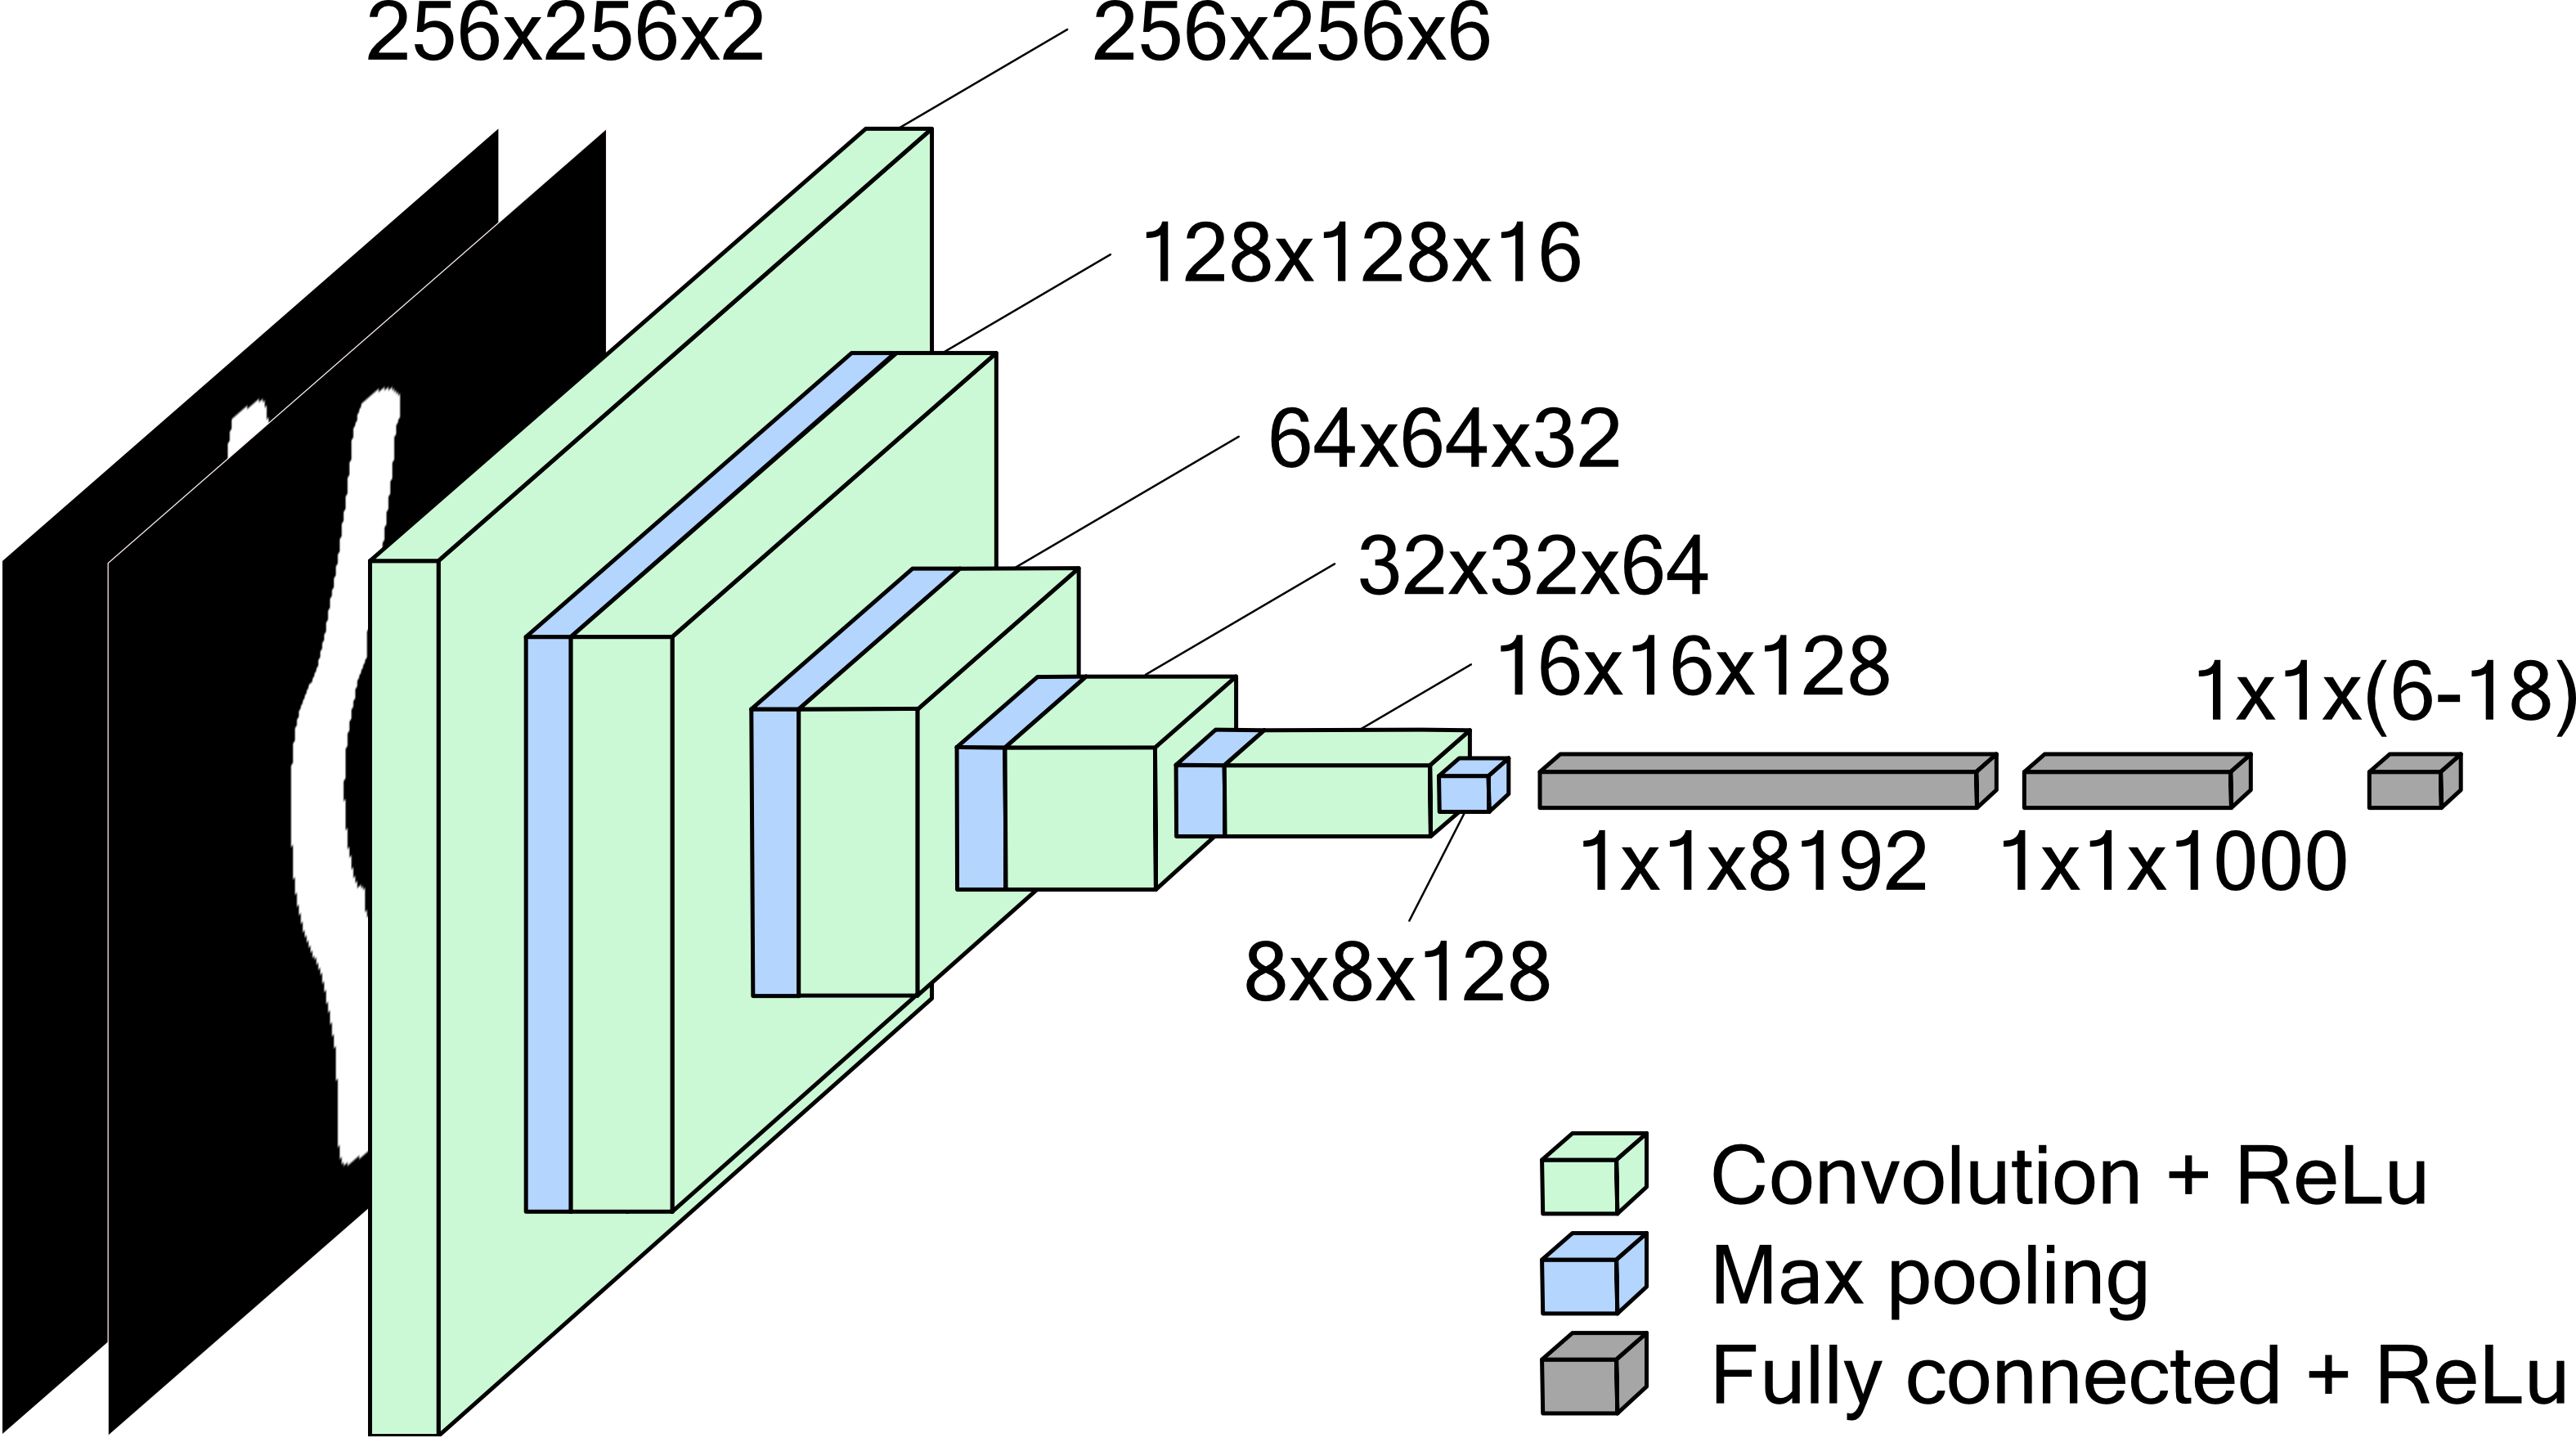 256x256x2
256x256x6
128x128x16
64x64x32
32x32x64
16x16x128
1x1x(6-18)
1x1x8192
1x1x1000
8x8x128
Convolution + ReLu
Max pooling
Fully connected + ReLu